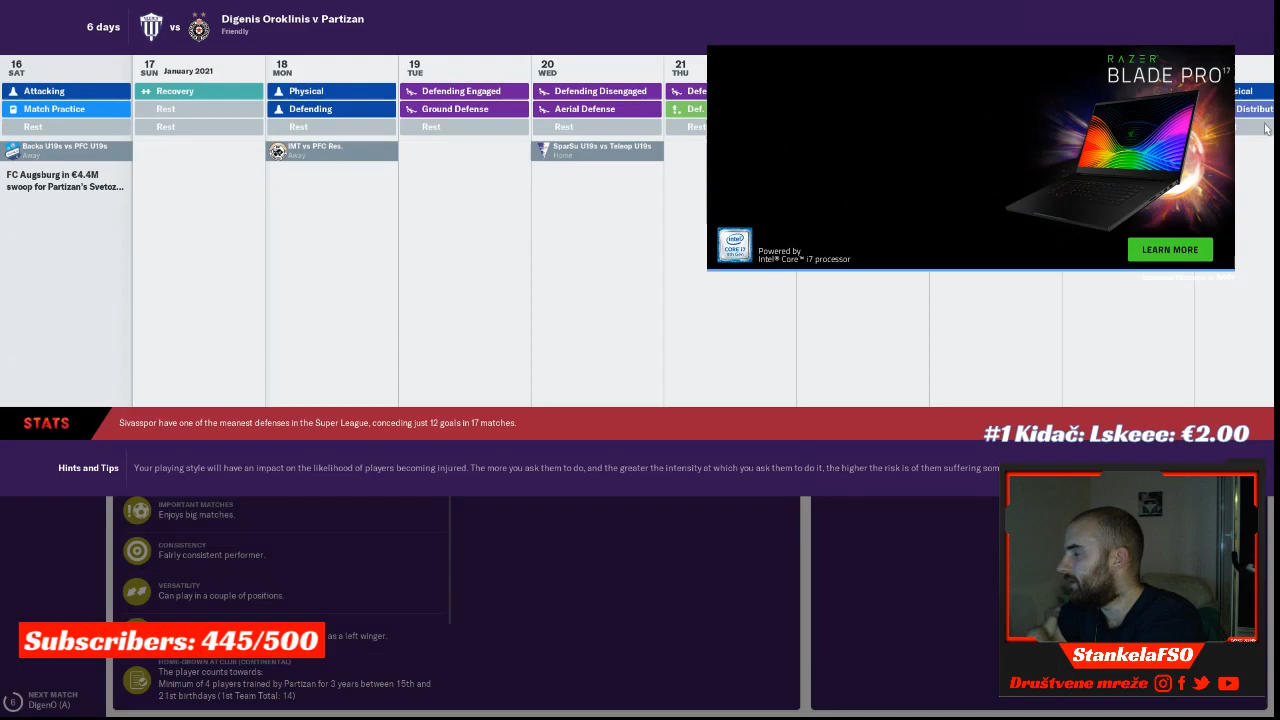 6 days
vs
Digenis Oroklinis v Partizan
Friendly
16
SAT
17
SUN January 2021
18
MON
19
TUE
20
WED
21
THU
Attacking
Recovery
Physical
Defending Engaged
Defending Disengaged
Match Practice
Rest
Defending
Ground Defense
Aerial Defense
Def.
Distribut
Rest
Rest
Rest
Rest
Rest
Rest
Backa U19s vs PFC U19s
Away
IMT vs PFC Res.
Away
SparSu U19s vs Teleop U19s
Home
FC Augsburg in €4.4M
swoop for Partizan's Svetoz...
RAZER
BLADE PRO 17
intel
CORE i7
Powered by
Intel® Core™ i7 processor
LEARN MORE
STATS
Sivasspor have one of the meanest defenses in the Super League, conceding just 12 goals in 17 matches.
#1 Kidač: Lskeee: €2.00
Hints and Tips
Your playing style will have an impact on the likelihood of players becoming injured. The more you ask them to do, and the greater the intensity at which you ask them to do it, the higher the risk is of them suffering som
IMPORTANT MATCHES
Enjoys big matches.
CONSISTENCY
Fairly consistent performer.
VERSATILITY
Can play in a couple of positions.
as a left winger.
HOME-GROWN AT CLUB (CONTINENTAL)
The player counts towards:
Minimum of 4 players trained by Partizan for 3 years between 15th and
21st birthdays (1st Team Total: 14)
Subscribers: 445/500
6
NEXT MATCH
DigenO (A)
StankelaFSO
Društvene mreže